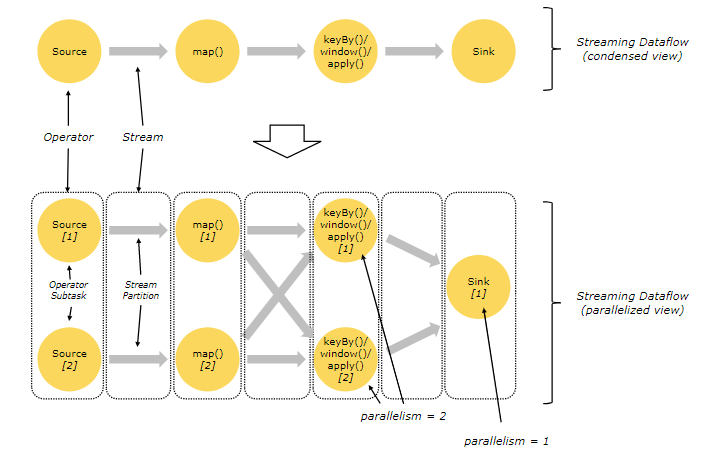 Source
map()
keyBy()/
window()/
apply()
Sink
Streaming Dataflow
(condensed view)
Operator
Stream
Source
[1]
map()
[1]
keyBy()/
window()/
apply()
[1]
Operator
Subtask
Stream
Partition
Sink
[1]
Streaming Dataflow
(parallelized view)
Source
[2]
map()
[2]
keyBy()/
window()/
apply()
[2]
parallelism = 2
parallelism = 1